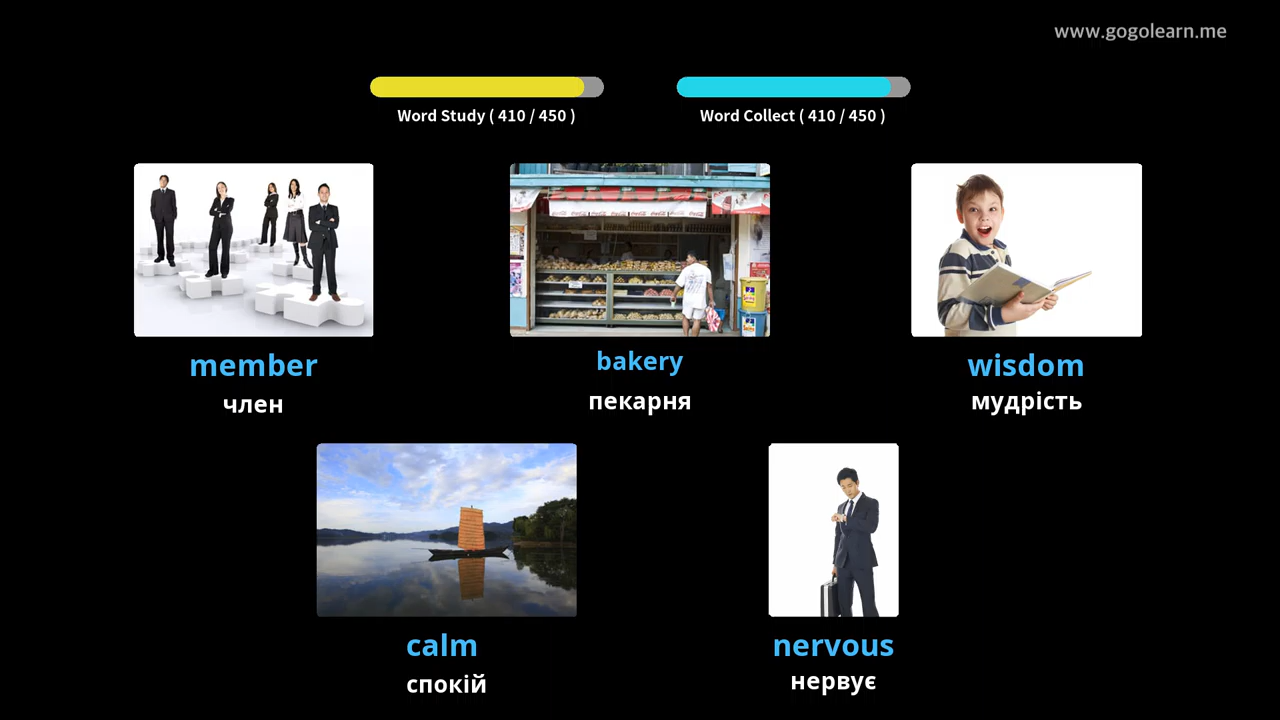 www.gogolearn.me
Word Study ( 410 / 450 )
Word Collect ( 410 / 450 )
member
член
bakery
пекарня
wisdom
мудрість
calm
спокій
nervous
нервує